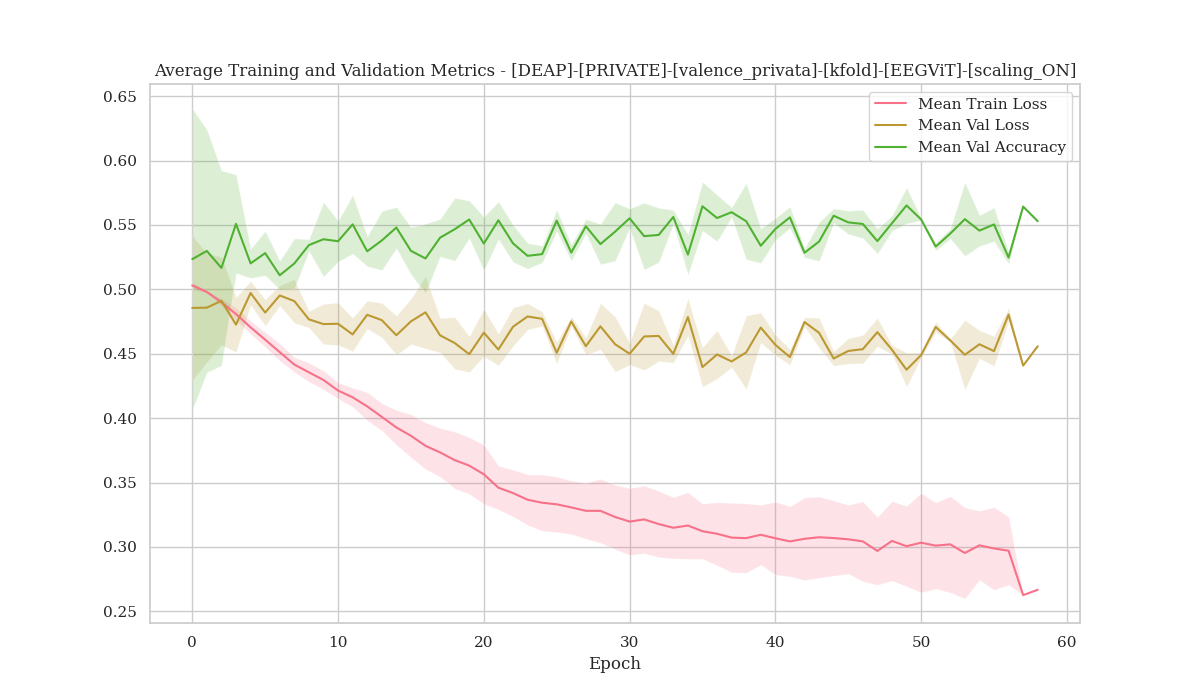 Average Training and Validation Metrics - [DEAP]-[PRIVATE]-[valence_privata]-[kfold]-[EEGViT]-[scaling_ON]
Mean Train Loss
Mean Val Loss
Mean Val Accuracy
0.65
0.60
0.55
0.50
0.45
0.40
0.35
0.30
0.25
0 10 20 30 40 50 60
Epoch